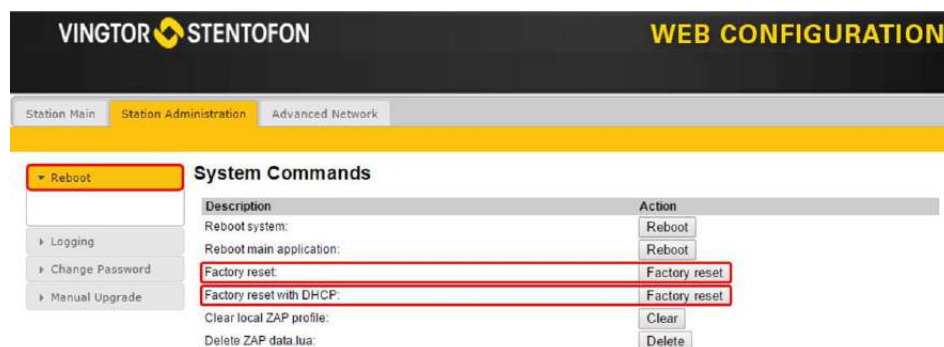 VINGTOR STENTOFON WEB CONFIGURATION
Station Main Station Administration Advanced Network
Reboot
System Commands
Description Action
Reboot system: Reboot
Logging
Reboot main application: Reboot
Change Password
Factory reset: Factory reset
Manual Upgrade
Factory reset with DHCP: Factory reset
Clear local ZAP profile: Clear
Delete ZAP data.lua: Delete